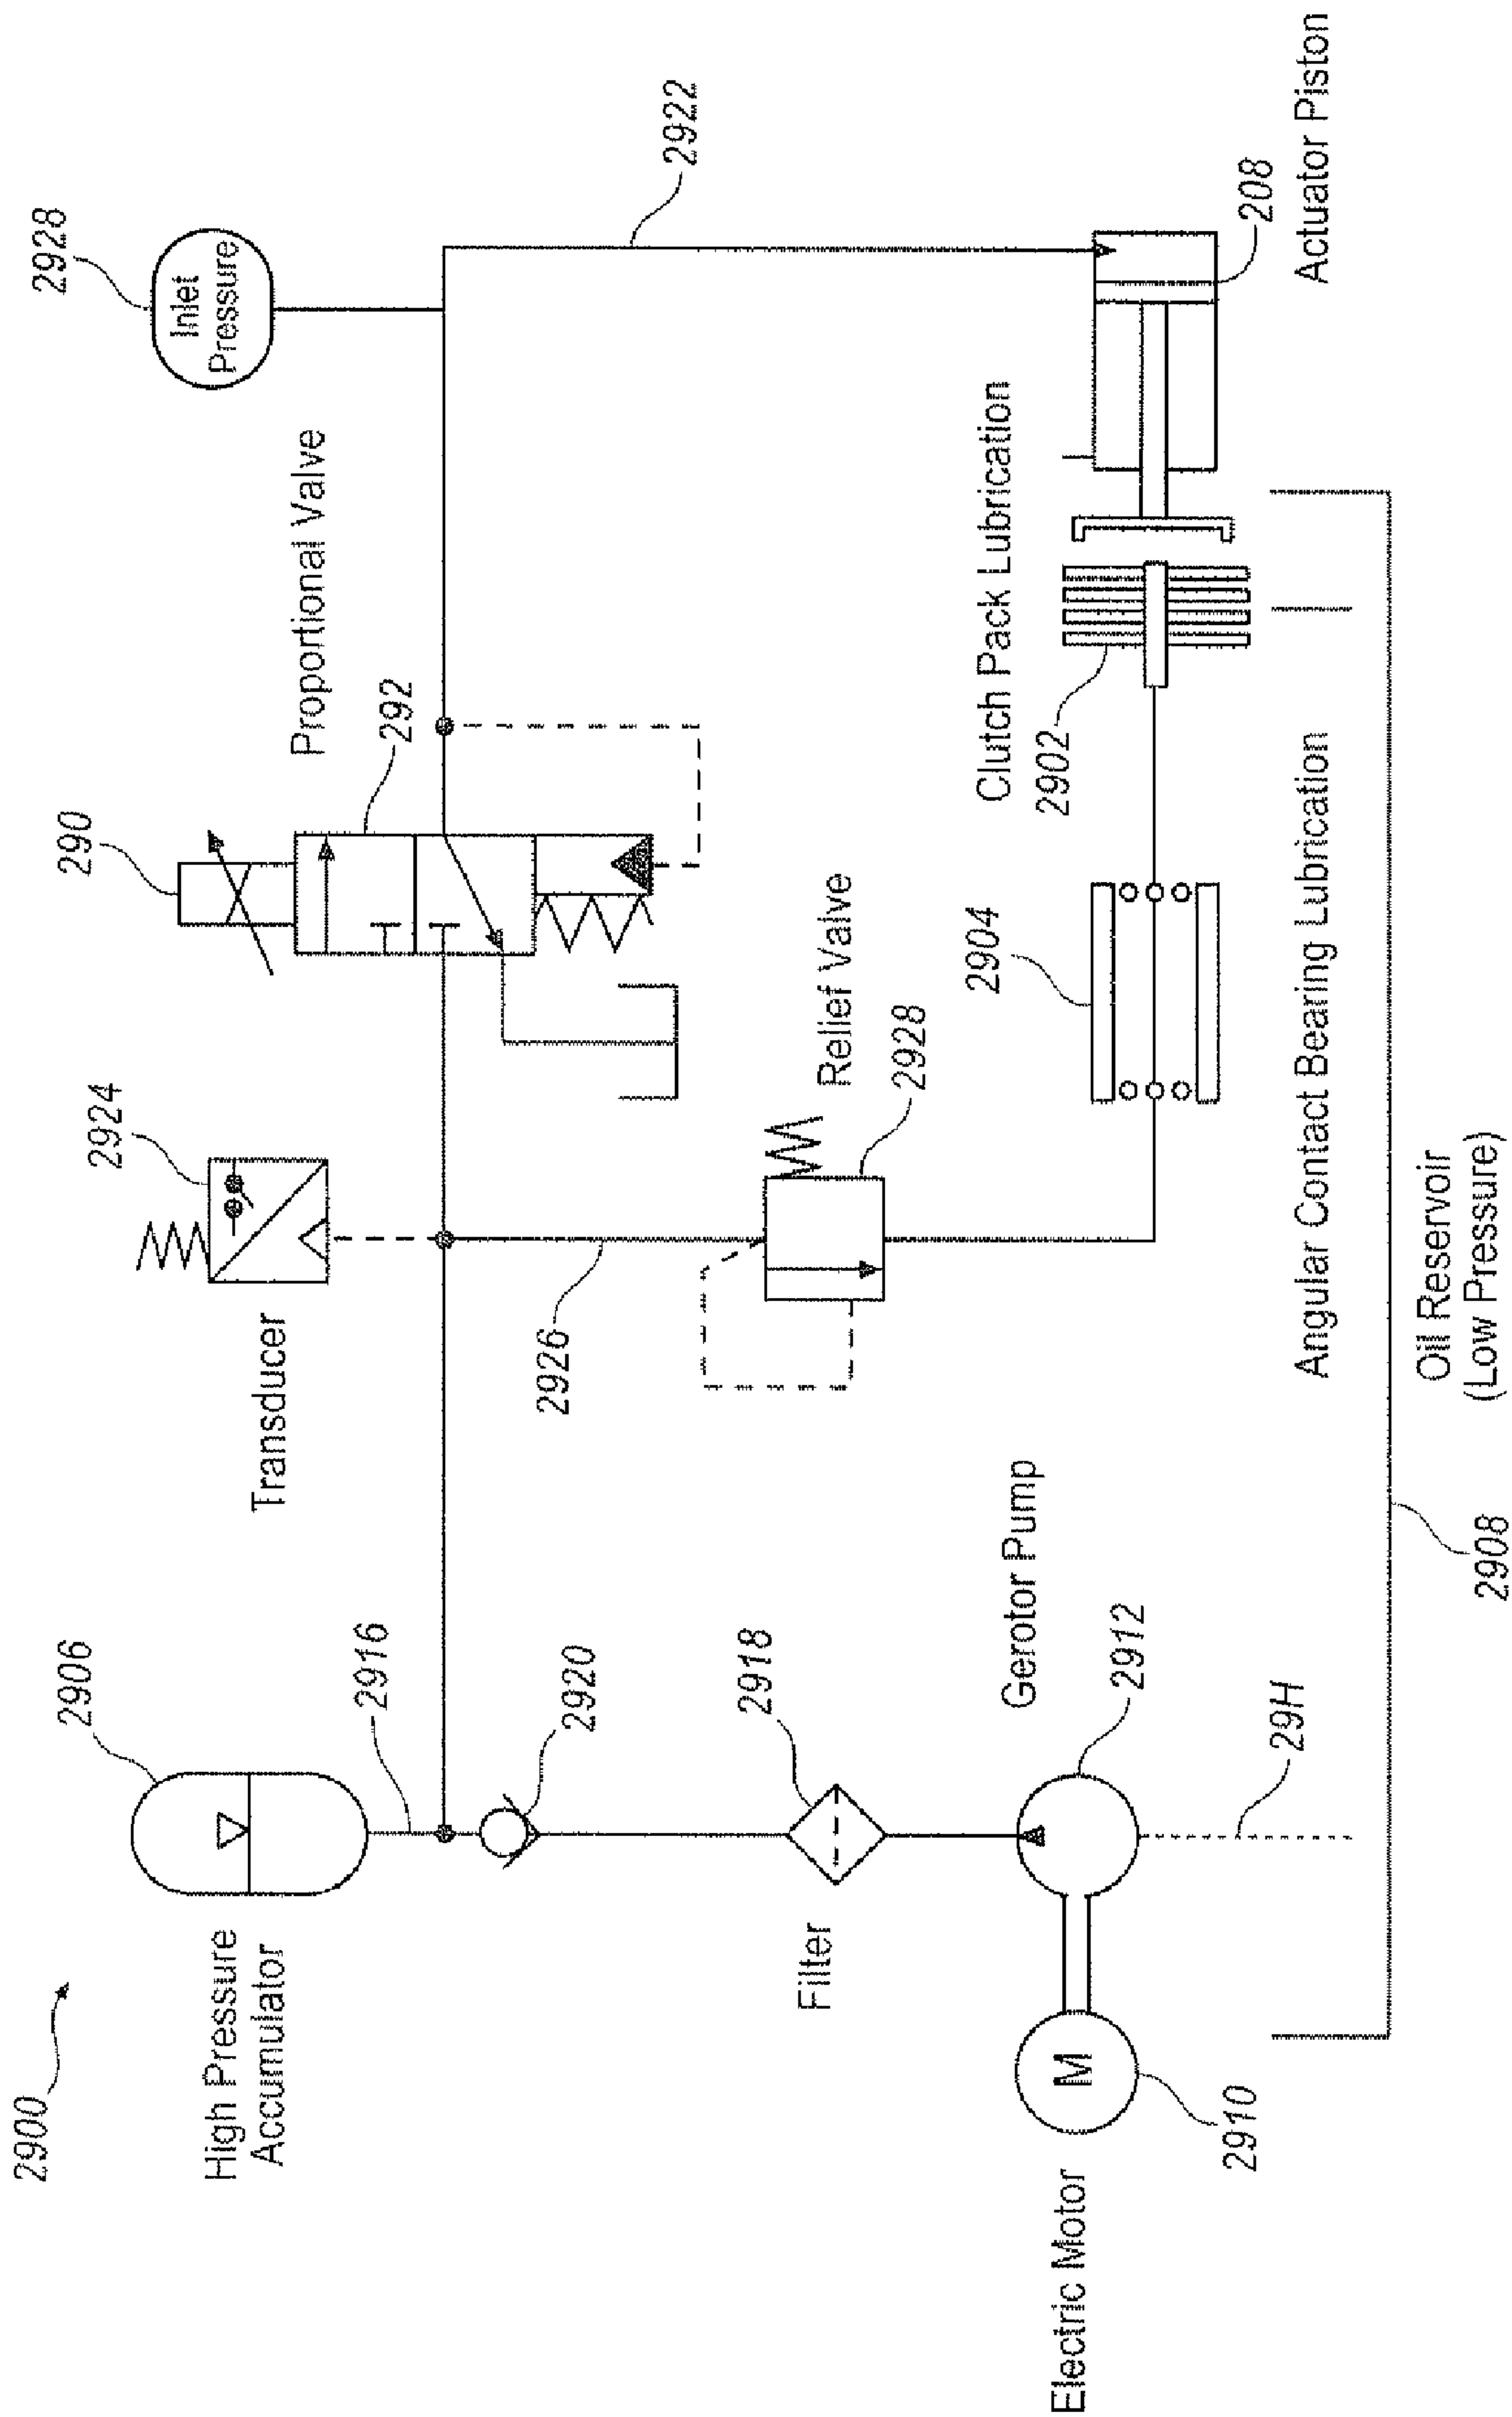 2900
High Pressure
Accumulator
2906
2916
2920
Transducer
2924
290
Proportional Valve
292
2928
Inlet
Pressure
2922
2926
Relief Valve
2928
Filter
2918
Electric Motor
M
2910
Gerotor Pump
2912
29H
2904
Clutch Pack Lubrication
2902
208
Actuator Piston
Angular Contact Bearing Lubrication
2908
Oil Reservoir
(Low Pressure)